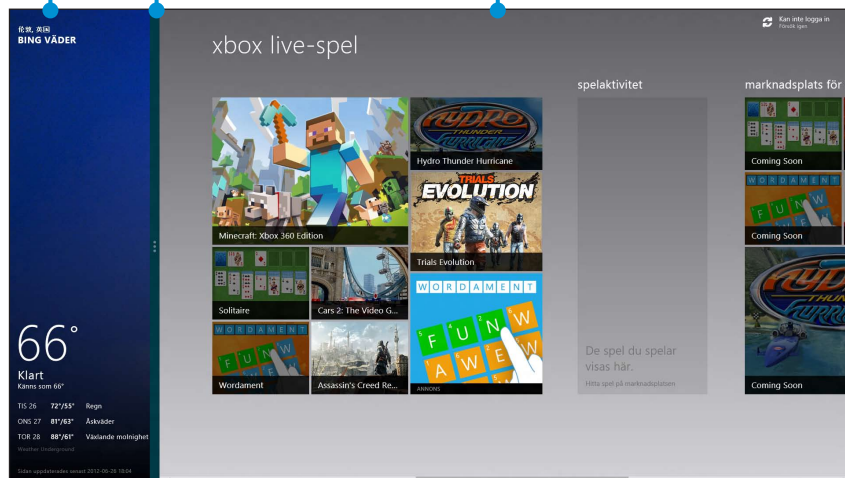 伦敦, 英国
BING VÄDER
66°
Klart
Känns som 66°
TIS 26 72°/55° Regn
ONS 27 81°/63° Åskväder
TOR 28 88°/61° Växlande molnighet
Weather Underground
Sidan uppdaterades senast 2012-06-26 18:04
xbox live-spel
Kan inte logga in
Försök igen
Minecraft: Xbox 360 Edition
Solitaire
Cars 2: The Video G...
WORDAMENT
FUN
W
Wordament
Assassin's Creed Re...
HYDRO
THUNDER
Hydro Thunder Hurricane
TRIALS
EVOLUTION
Trials Evolution
WORDAMENT
FUN W
AWE
ANNONS
spelaktivitet
De spel du spelar
visas här.
Hitta spel på marknadsplatsen
marknadsplats för
Coming Soon
WORDAMENT
FUN
Coming Soon
Coming Soon